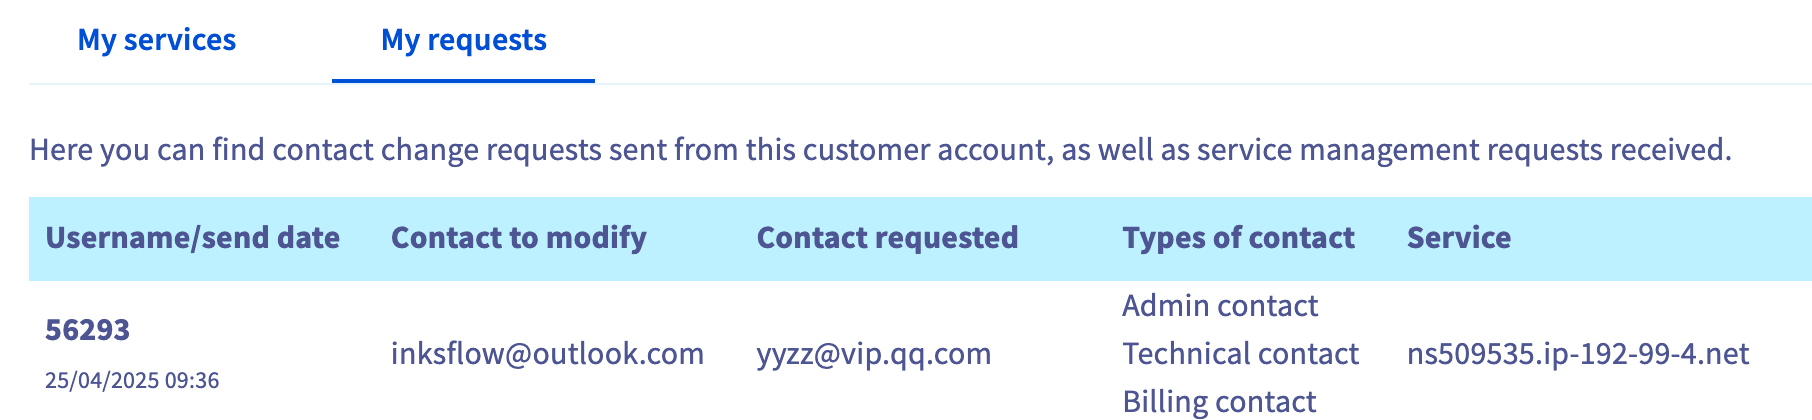 My services My requests
Here you can find contact change requests sent from this customer account, as well as service management requests received.
Username/send date Contact to modify Contact requested Types of contact Service
Admin contact
56293
inksflow@outlook.com yyzz@vip.qq.com Technical contact ns509535.ip-192-99-4.net
25/04/2025 09:36
Billing contact